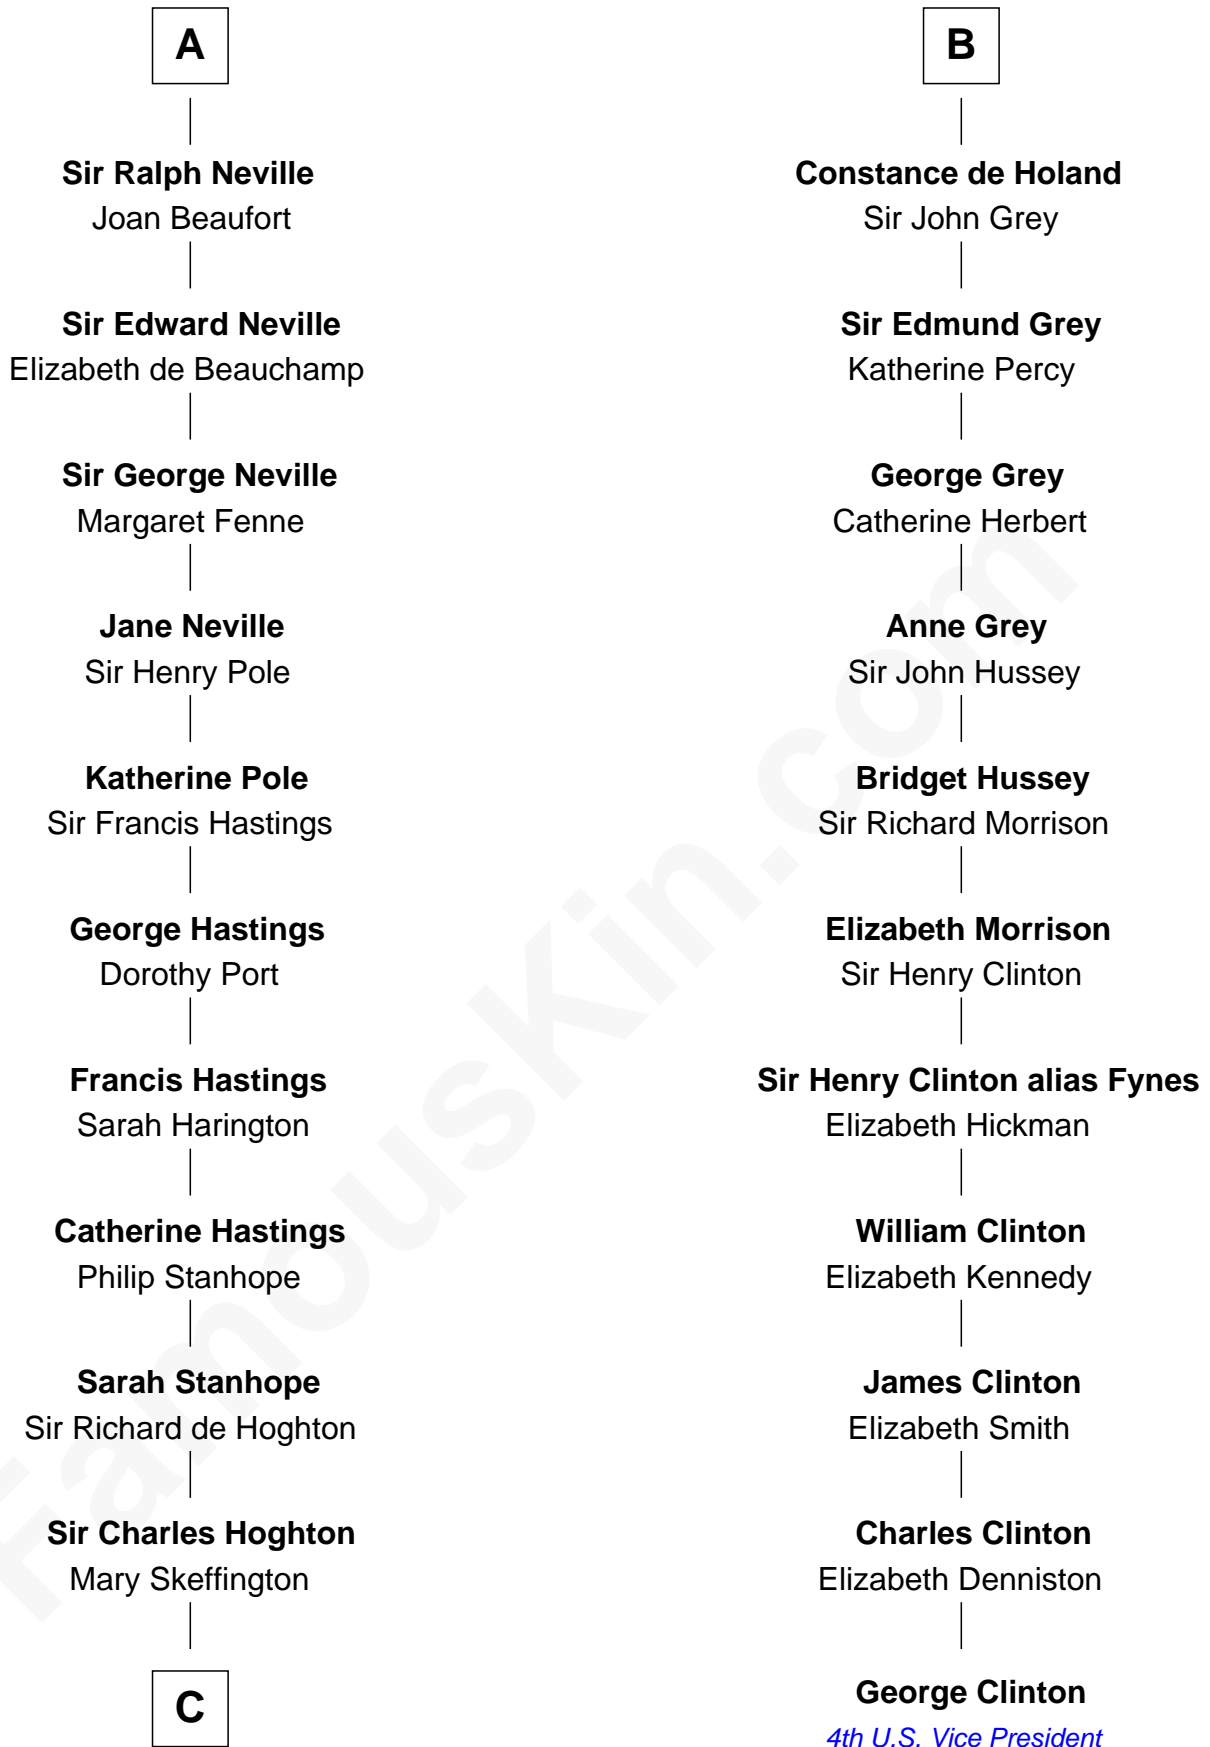 A
Sir Ralph Neville
Joan Beaufort
Sir Edward Neville
Elizabeth de Beauchamp
Sir George Neville
Margaret Fenne
Jane Neville
Sir Henry Pole
Katherine Pole
Sir Francis Hastings
George Hastings
Dorothy Port
Francis Hastings
Sarah Harington
Catherine Hastings
Philip Stanhope
Sarah Stanhope
Sir Richard de Hoghton
Sir Charles Hoghton
Mary Skeffington
C
B
Constance de Holand
Sir John Grey
Sir Edmund Grey
Katherine Percy
George Grey
Catherine Herbert
Anne Grey
Sir John Hussey
Bridget Hussey
Sir Richard Morrison
Elizabeth Morrison
Sir Henry Clinton
Sir Henry Clinton alias Fynes
Elizabeth Hickman
William Clinton
Elizabeth Kennedy
James Clinton
Elizabeth Smith
Charles Clinton
Elizabeth Denniston
George Clinton
4th U.S. Vice President
FamousKin.com